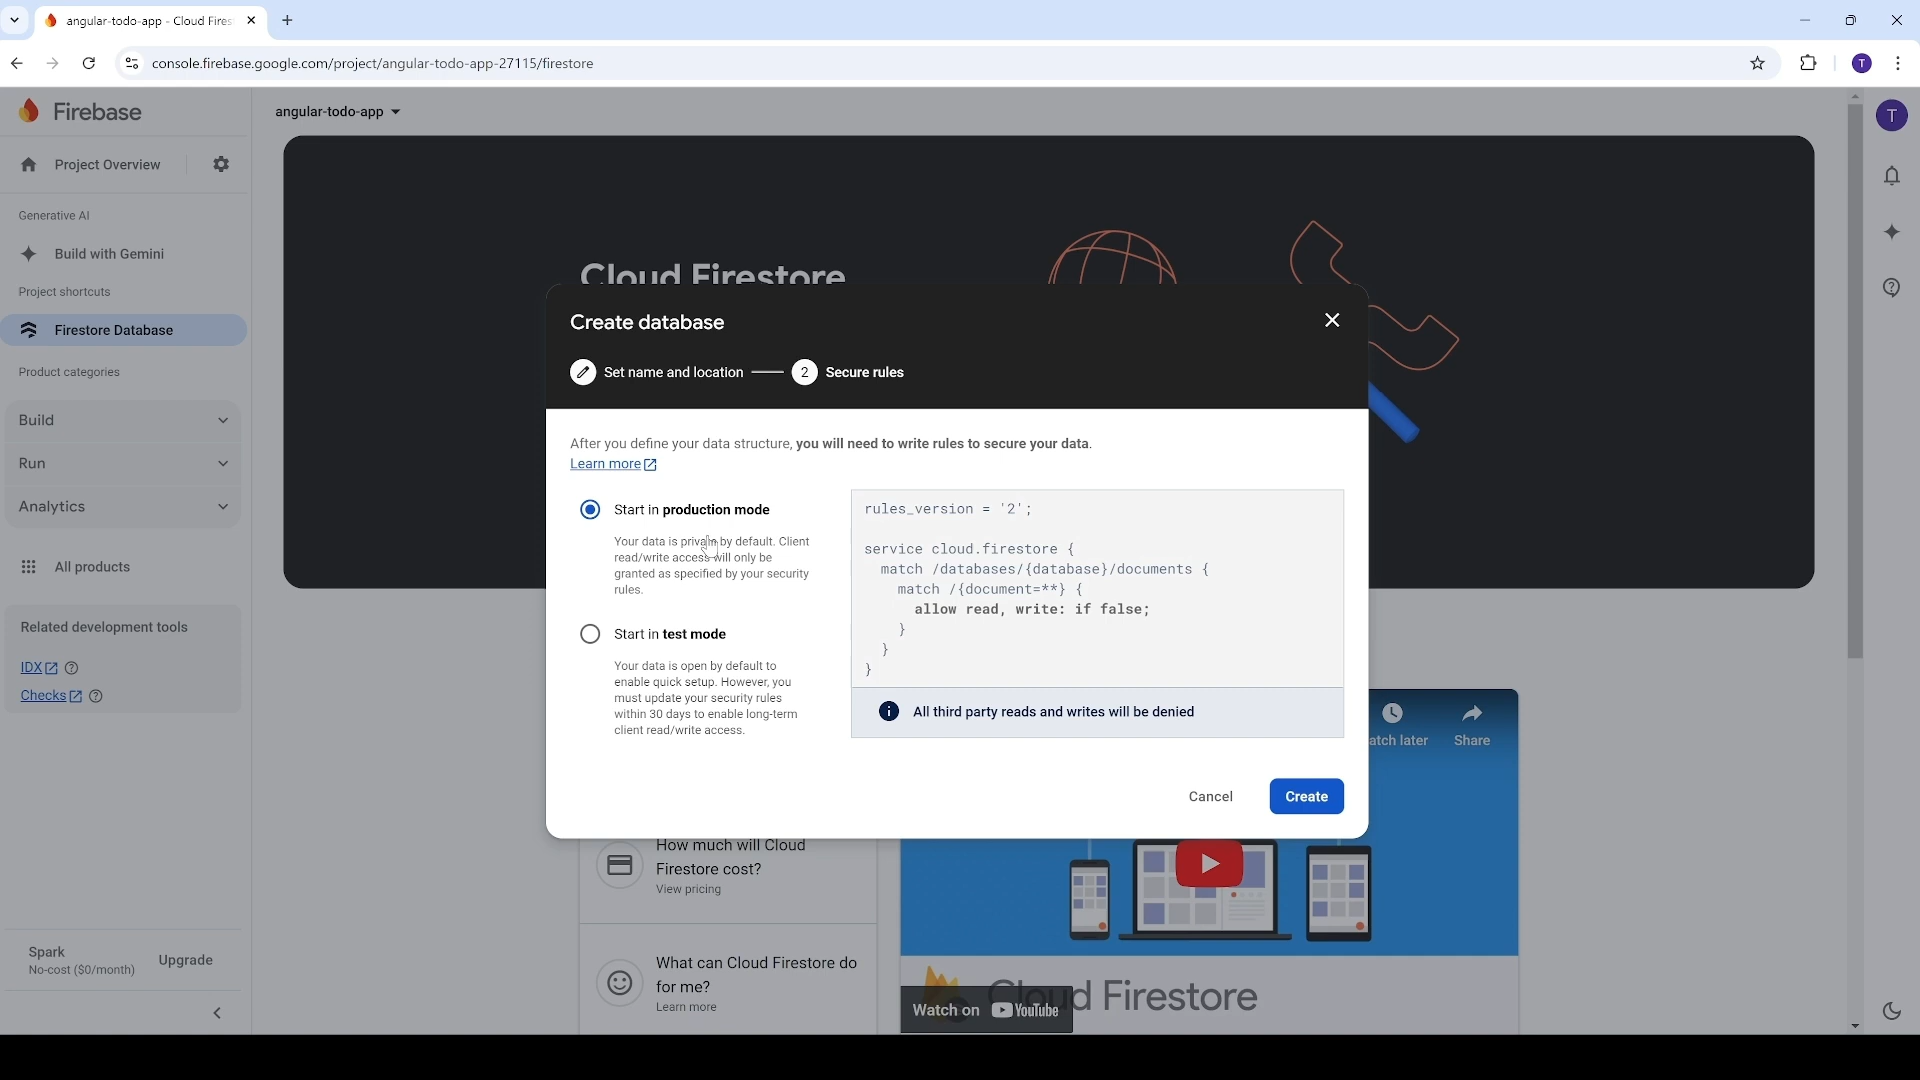 angular-todo-app - Cloud Fires
console.firebase.google.com/project/angular-todo-app-27115/firestore
T
Firebase
angular-todo-app
T
Project Overview
Generative AI
Build with Gemini
Project shortcuts
Firestore Database
Product categories
Build
Run
Analytics
All products
Related development tools
IDX
Checks
Spark
No-cost ($0/month)
Upgrade
Cloud Firestore
Create database
Set name and location
2 Secure rules
After you define your data structure, you will need to write rules to secure your data.
Learn more
Start in production mode
Your data is private by default. Client
read/write access will only be
granted as specified by your security
rules.
Start in test mode
Your data is open by default to
enable quick setup. However, you
must update your security rules
within 30 days to enable long-term
client read/write access.
rules_version = '2';
service cloud.firestore {
match /databases/{database}/documents {
match /{document=**} {
allow read, write: if false;
}
}
}
All third party reads and writes will be denied
Cancel
Create
How much will Cloud
Firestore cost?
View pricing
What can Cloud Firestore do
for me?
Learn more
atch later
Share
Watch on YouTube
Cloud Firestore